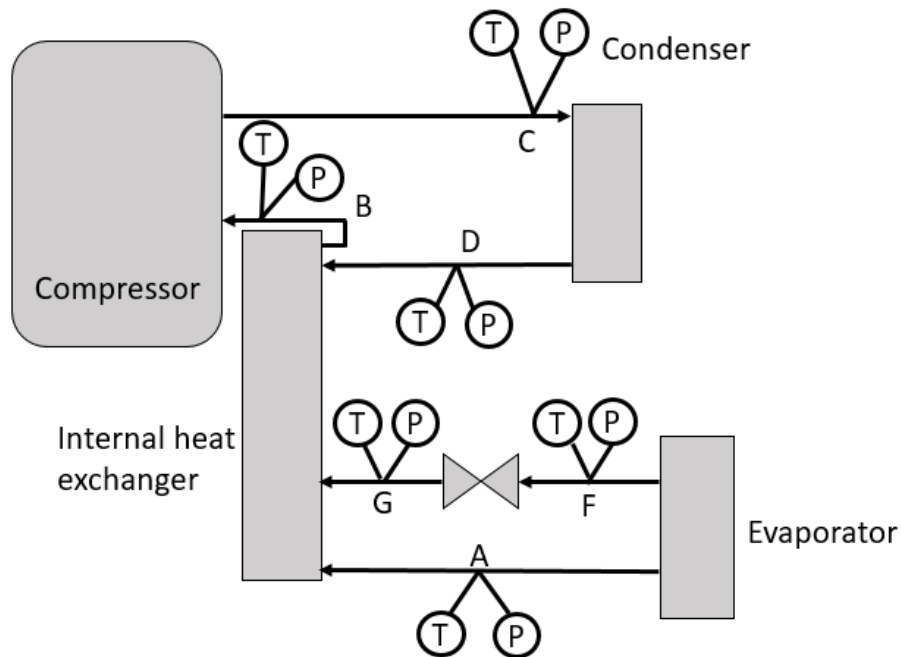 T P
Condenser
C
T
P
B
D
Compressor
T P
T P
T P
Internal heat
exchanger
G
F
A
Evaporator
T P